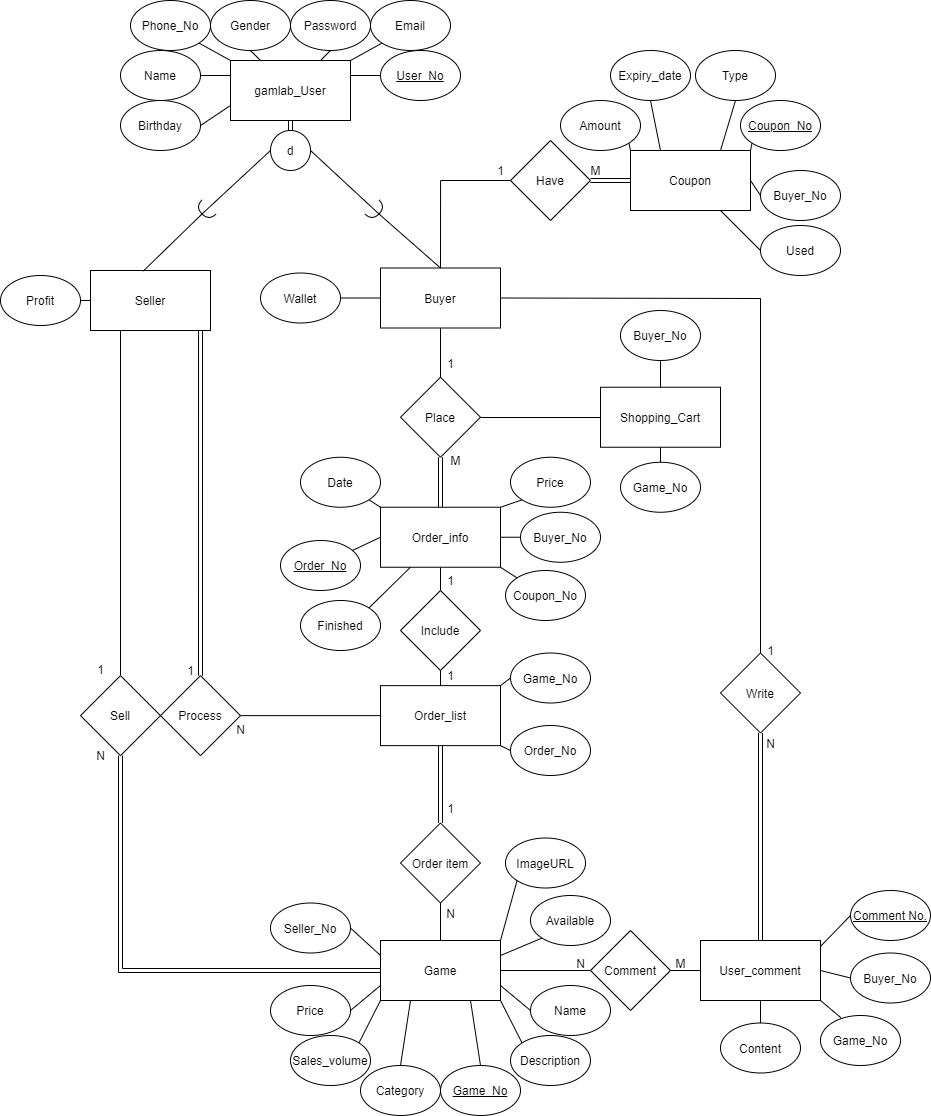 Phone_No
Gender
Password
Email
Name
gamlab_User
User_No
Birthday
d
Expiry_date
Type
Amount
Coupon_No
1
Have
M
Coupon
Buyer_No
Used
Profit
Seller
Wallet
Buyer
Buyer_No
1
Place
Shopping_Cart
M
Game_No
Date
Price
Order_info
Buyer_No
Order_No
Coupon_No
1
Finished
Include
1
Game_No
1
1
1
Write
Sell
Process
Order_list
N
N
N
Order_No
1
Order item
ImageURL
N
Seller_No
Available
Comment No.
Game
N
Comment
M
User_comment
Buyer_No
Price
Name
Sales_volume
Description
Content
Game_No
Category
Game_No